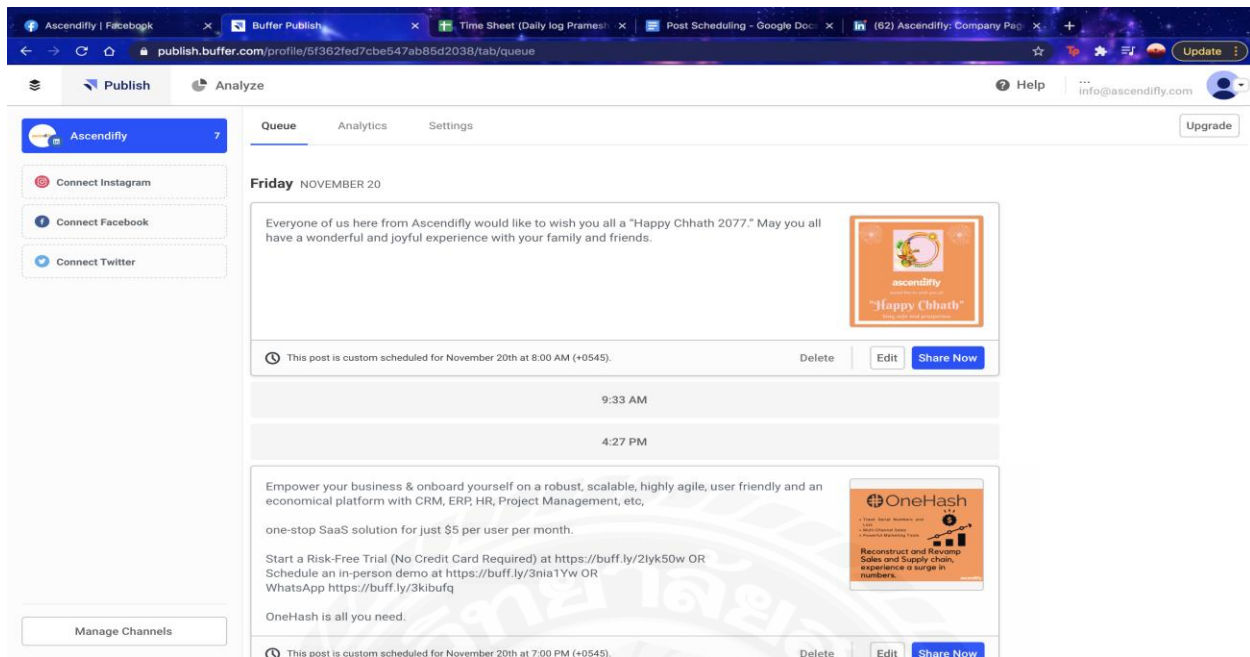 Ascendifly | Facebook
Buffer Publish
Time Sheet (Daily log Pramesh
Post Scheduling - Google Doc
(62) Ascendifly: Company Pag
publish.buffer.com/profile/5f362fed7cbe547ab85d2038/tab/queue
Update
Publish
Analyze
Help
info@ascendifly.com
Ascendifly 7
Queue
Analytics
Settings
Upgrade
Connect Instagram
Connect Facebook
Connect Twitter
Manage Channels
Friday NOVEMBER 20
Everyone of us here from Ascendifly would like to wish you all a “Happy Chhath 2077.” May you all
have a wonderful and joyful experience with your family and friends.
ascendifly
"Happy Chhath"
This post is custom scheduled for November 20th at 8:00 AM (+0545).
Delete
Edit
Share Now
9:33 AM
4:27 PM
Empower your business & onboard yourself on a robust, scalable, highly agile, user friendly and an
economical platform with CRM, ERP, HR, Project Management, etc,
one-stop SaaS solution for just $5 per user per month.
Start a Risk-Free Trial (No Credit Card Required) at https://buff.ly/2Iyk50w OR
Schedule an in-person demo at https://buff.ly/3nia1Yw OR
WhatsApp https://buff.ly/3kibufq
OneHash is all you need.
OneHash
Reconstruct and Revamp
Sales and Supply chain,
experience a surge in
numbers.
This post is custom scheduled for November 20th at 7:00 PM (+0545).
Delete
Edit
Share Now